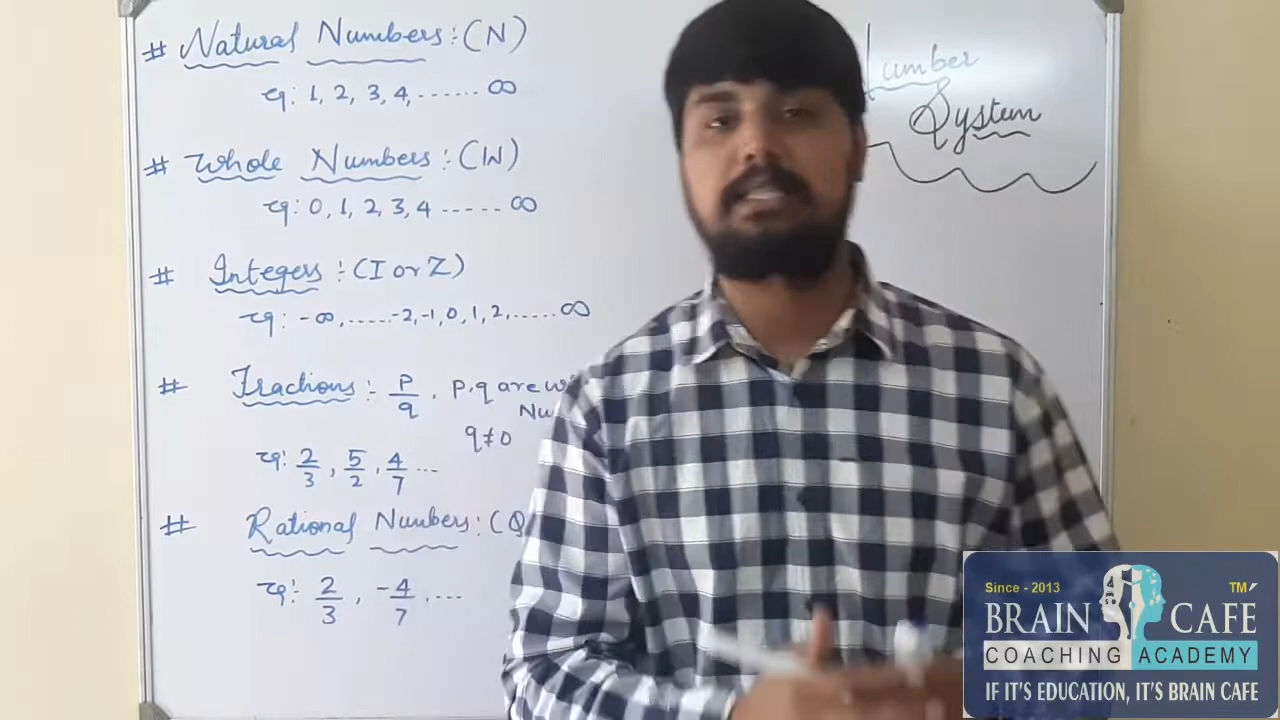 # Natural Numbers :(N)
eg: 1, 2, 3, 4, ....... ∞
# Whole Numbers :(W)
eg: 0, 1, 2, 3, 4 ...... ∞
# Integers :(I or Z)
eg: -∞, ......-2, -1, 0, 1, 2, ...... ∞
# Fractions :- p/q , p, q are
q≠0
eg: 2/3 , 5/2 , 4/7 ...
# Rational Numbers :(Q
eg: 2/3 , -4/7 , ...
System
Since - 2013
TM
BRAIN CAFE
COACHING ACADEMY
IF IT'S EDUCATION, IT'S BRAIN CAFE